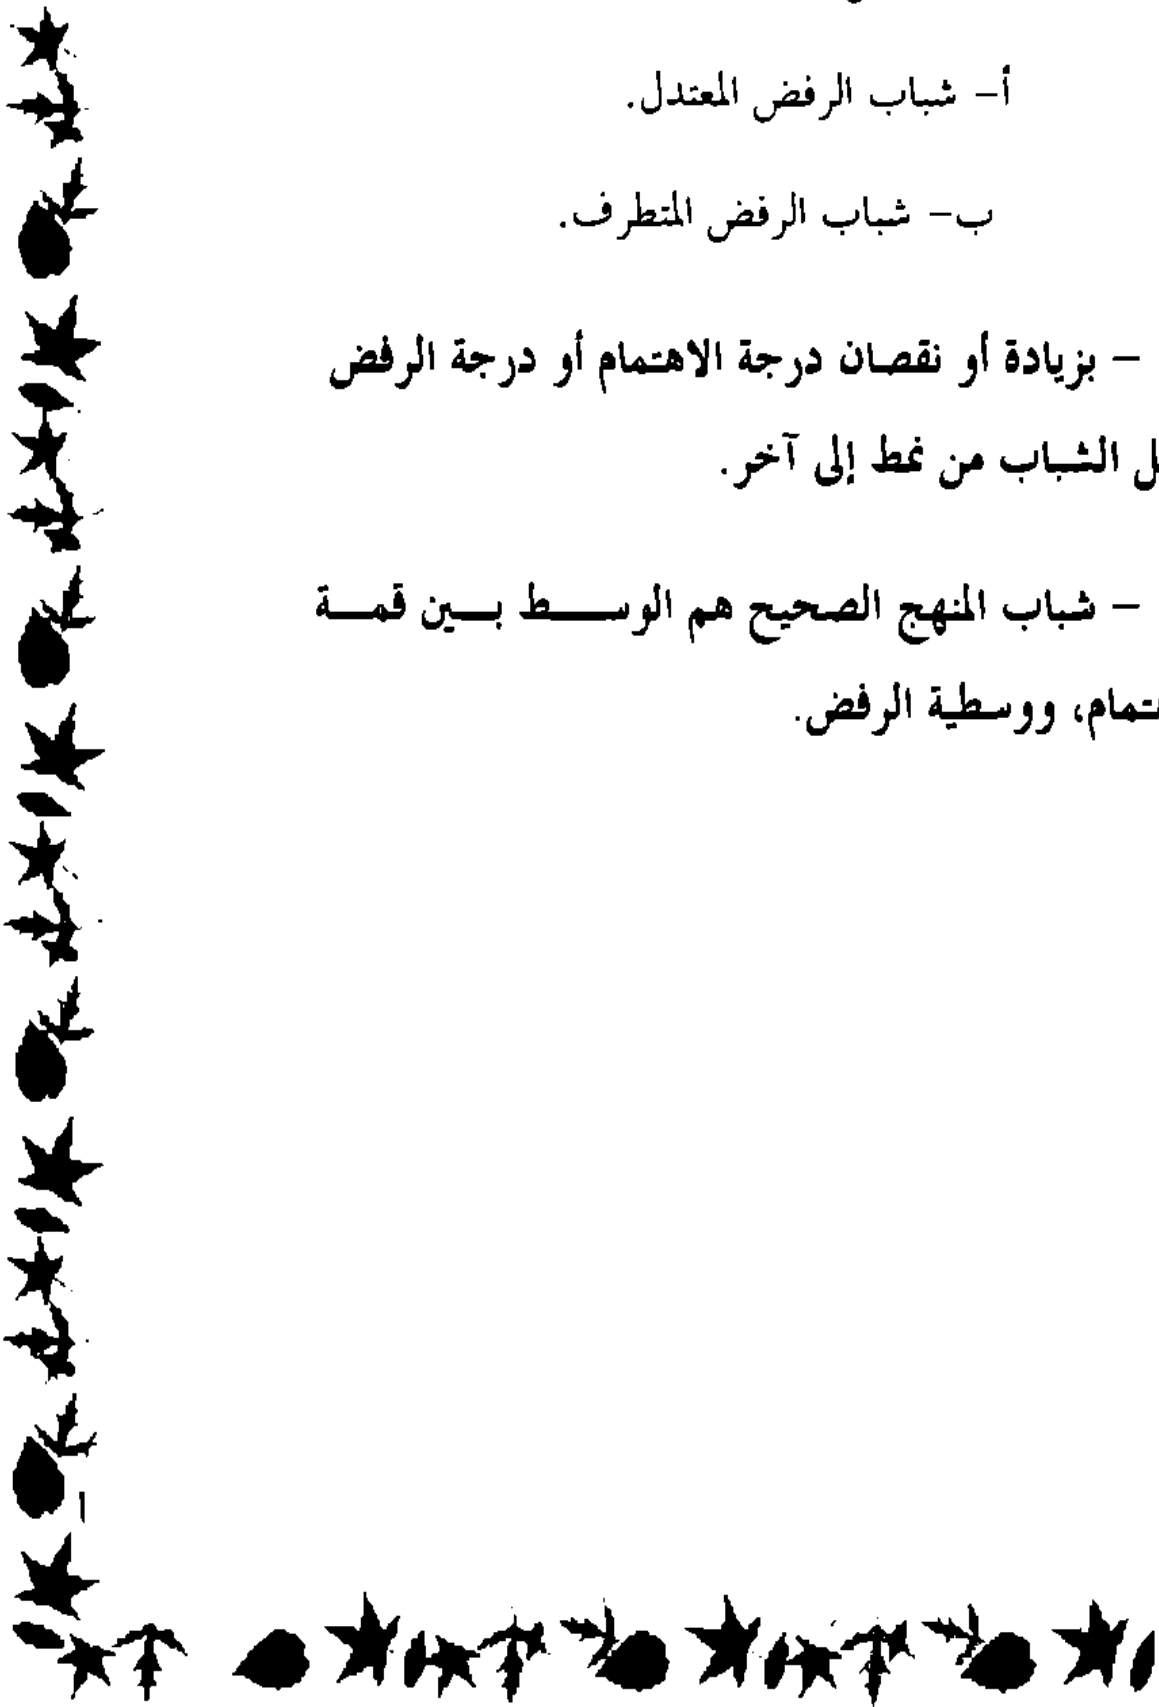 أ- شباب الرفض المعتدل.
ب- شباب الرفض المتطرف.
- بزيادة أو نقصان درجة الاهتمام أو درجة الرفض
الشباب من نمط إلى آخر.
- شباب المنهج الصحيح هم الوسط بين قمة
ووسطية الرفض.